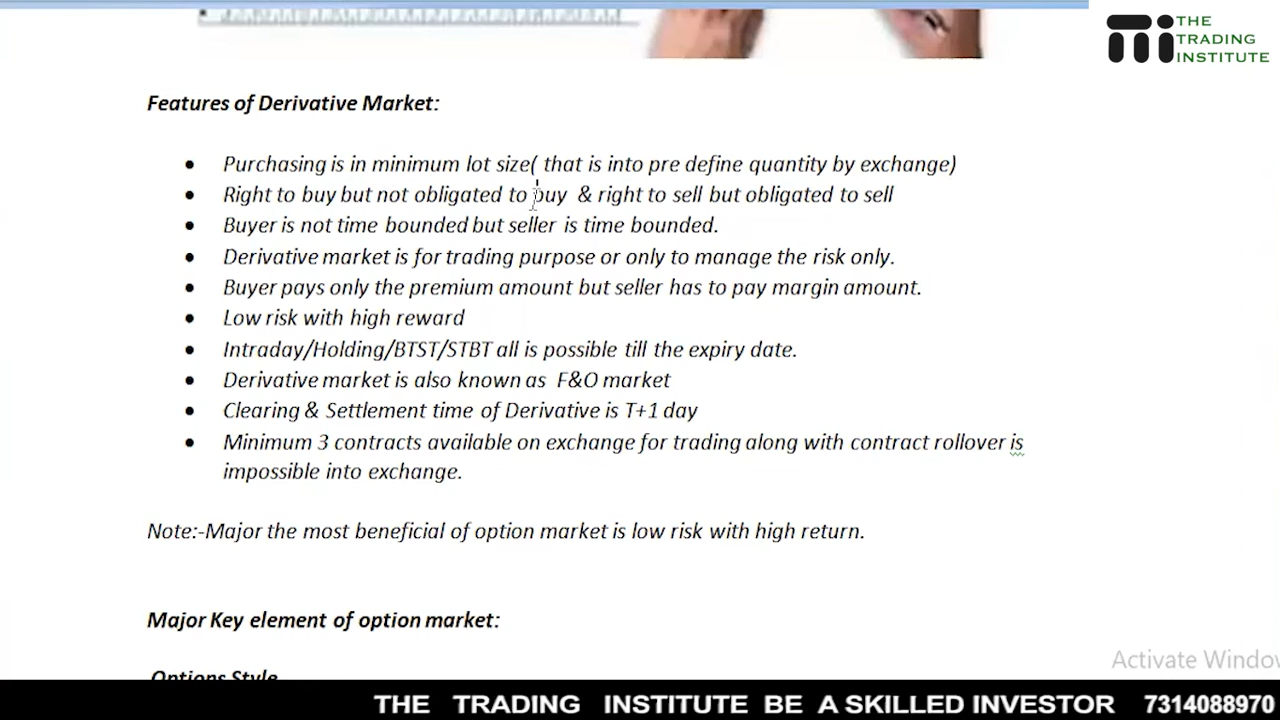 THE
TRADING
INSTITUTE
Features of Derivative Market:
• Purchasing is in minimum lot size( that is into pre define quantity by exchange)
• Right to buy but not obligated to buy & right to sell but obligated to sell
• Buyer is not time bounded but seller is time bounded.
• Derivative market is for trading purpose or only to manage the risk only.
• Buyer pays only the premium amount but seller has to pay margin amount.
• Low risk with high reward
• Intraday/Holding/BTST/STBT all is possible till the expiry date.
• Derivative market is also known as F&O market
• Clearing & Settlement time of Derivative is T+1 day
• Minimum 3 contracts available on exchange for trading along with contract rollover is
impossible into exchange.
Note:-Major the most beneficial of option market is low risk with high return.
Major Key element of option market:
Options Style
Activate Windo
THE TRADING INSTITUTE BE A SKILLED INVESTOR 7314088970